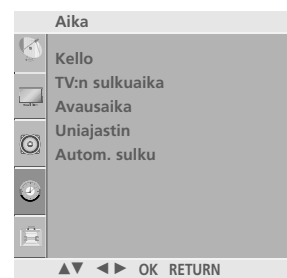 Aika
Kello
TV:n sulkuaika
Avausaika
Uniajastin
Autom. sulku
▲▼ ◄► OK RETURN